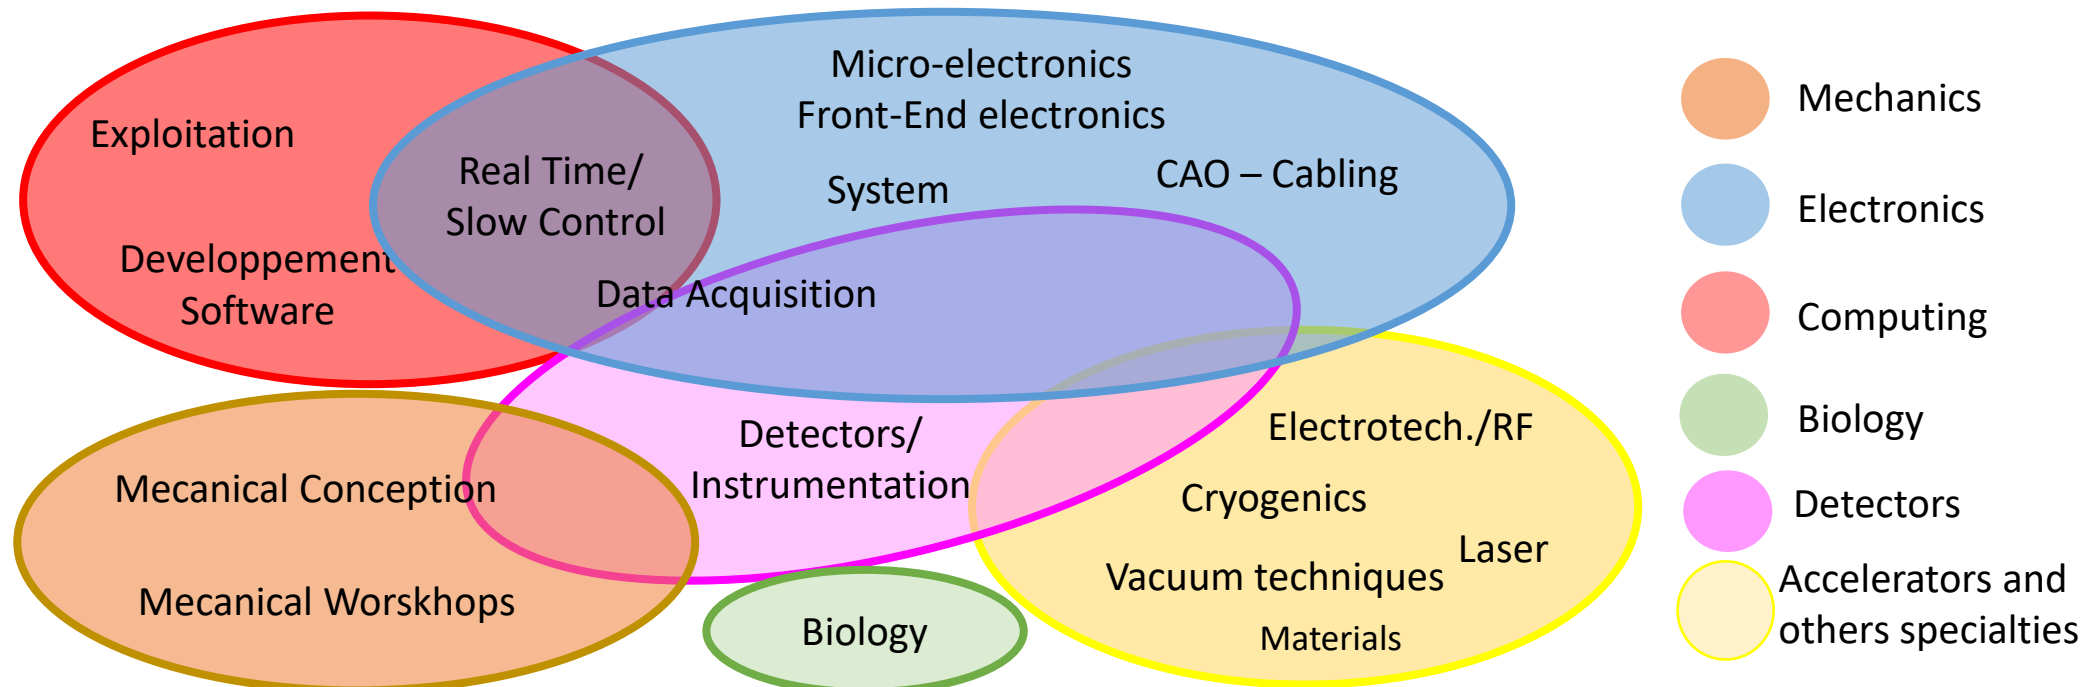 Exploitation
Real Time/
Slow Control
Developpement
Software
Micro-electronics
Front-End electronics
System
CAO – Cabling
Data Acquisition
Detectors/
Instrumentation
Mecanical Conception
Mecanical Worskhops
Biology
Electrotech./RF
Cryogenics
Laser
Vacuum techniques
Materials
Mechanics
Electronics
Computing
Biology
Detectors
Accelerators and
others specialties